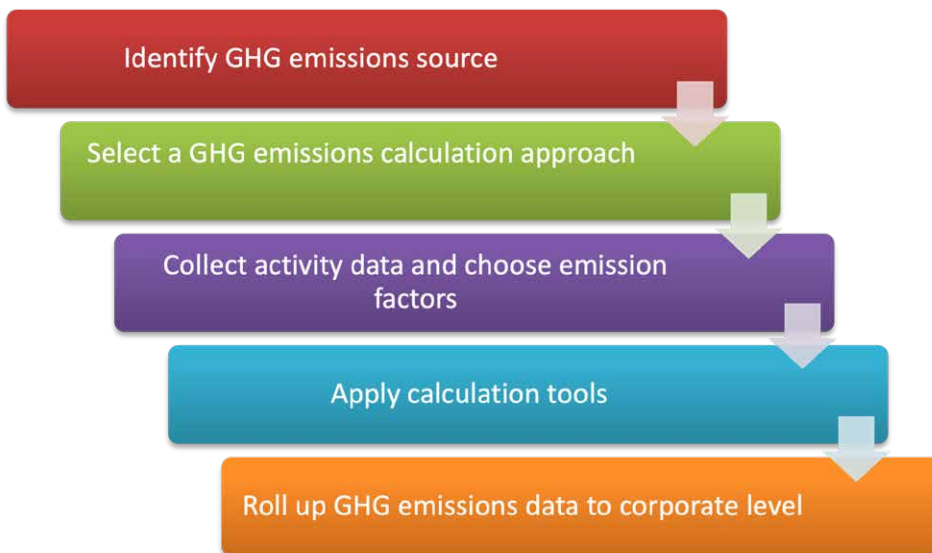 Identify GHG emissions source
Select a GHG emissions calculation approach
Collect activity data and choose emission
factors
Apply calculation tools
Roll up GHG emissions data to corporate level